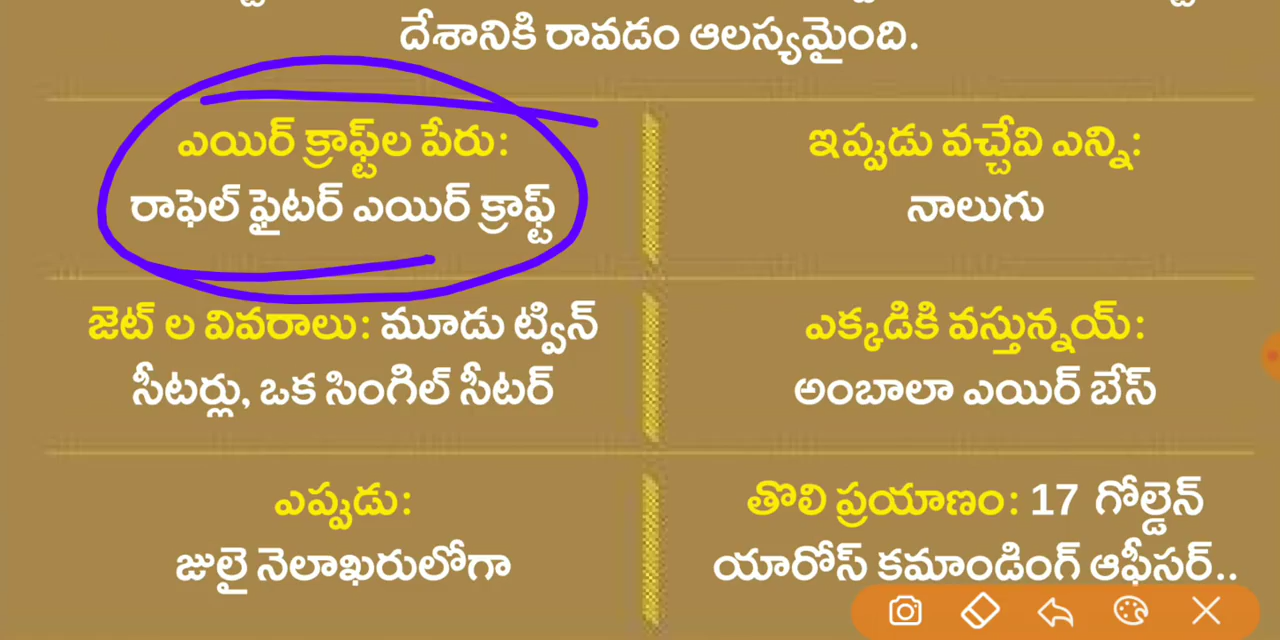 దేశానికి రావడం ఆలస్యమైంది.
ఎయిర్ క్రాఫ్ట్‌ల పేరు:
రాఫెల్ ఫైటర్ ఎయిర్ క్రాఫ్ట్
ఇప్పుడు వచ్చేవి ఎన్ని:
నాలుగు
జెట్ ల వివరాలు: మూడు ట్విన్
సీటర్లు, ఒక సింగిల్ సీటర్
ఎక్కడికి వస్తున్నయ్:
అంబాలా ఎయిర్ బేస్
ఎప్పుడు:
జులై నెలాఖరులోగా
తొలి ప్రయాణం: 17 గోల్డెన్
యారోస్ కమాండింగ్ ఆఫీసర్..